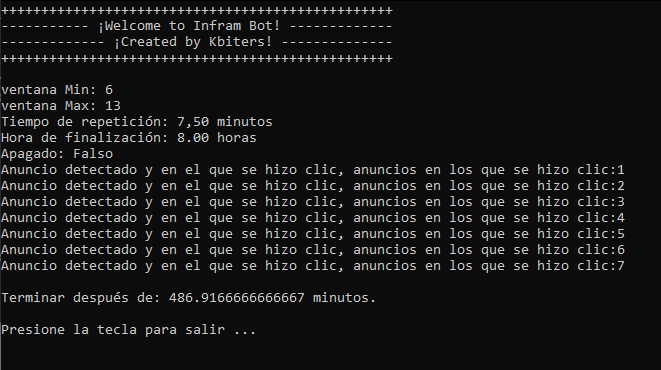 +++++++++++++++++++++++++++++++++++++++++++++++++
----------- ¡Welcome to Infram Bot! -------------
------------- ¡Created by Kbiters! --------------
+++++++++++++++++++++++++++++++++++++++++++++++++
ventana Min: 6
ventana Max: 13
Tiempo de repetición: 7,50 minutos
Hora de finalización: 8.00 horas
Apagado: Falso
Anuncio detectado y en el que se hizo clic, anuncios en los que se hizo clic:1
Anuncio detectado y en el que se hizo clic, anuncios en los que se hizo clic:2
Anuncio detectado y en el que se hizo clic, anuncios en los que se hizo clic:3
Anuncio detectado y en el que se hizo clic, anuncios en los que se hizo clic:4
Anuncio detectado y en el que se hizo clic, anuncios en los que se hizo clic:5
Anuncio detectado y en el que se hizo clic, anuncios en los que se hizo clic:6
Anuncio detectado y en el que se hizo clic, anuncios en los que se hizo clic:7
Terminar después de: 486.9166666666667 minutos.
Presione la tecla para salir ...